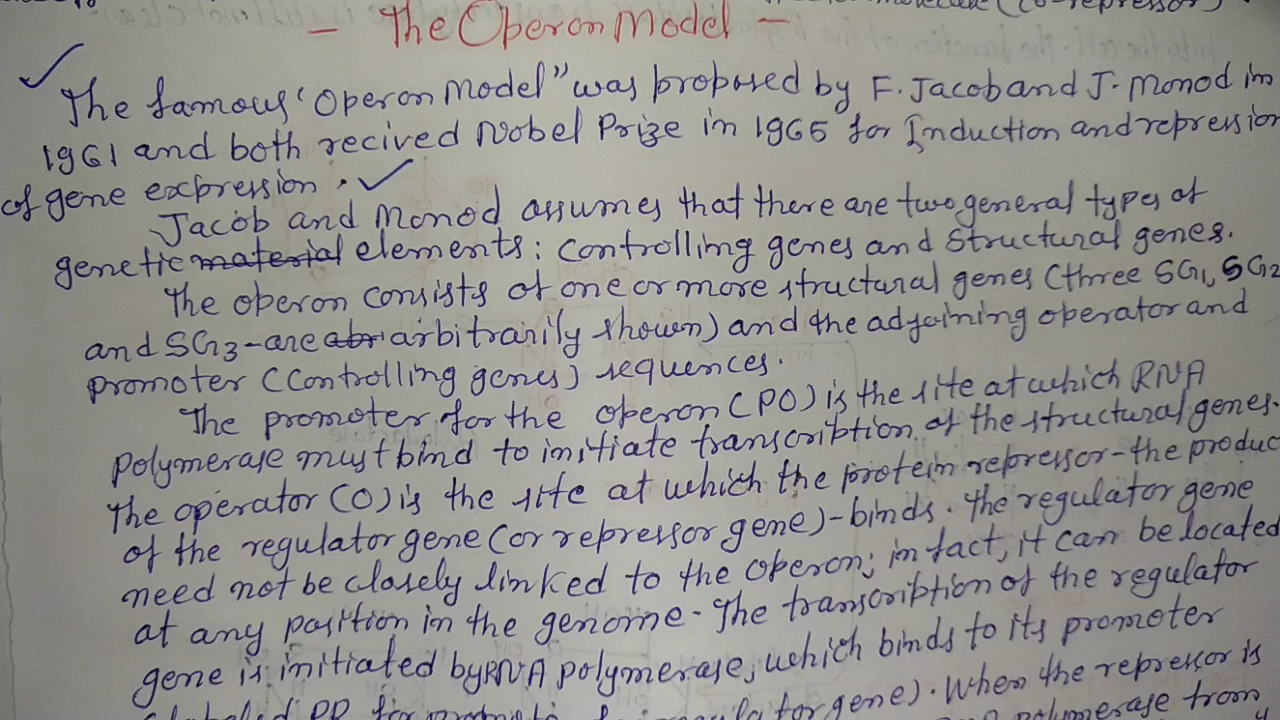 (co-repressor)
- The Operon Model -
The famous 'Operon Model" was proposed by F. Jacob and J. Monod in
1961 and both recived Nobel Prize in 1965 for Induction and repression
of gene expression.
Jacob and Monod assumes that there are two general types of
genetic material elements: controlling genes and structural genes.
The operon consists of one or more structural genes (three SG1, SG2
and SG3-are abr arbitrarily shown) and the adjoining operator and
promoter (controlling genes) sequences.
The promoter for the operon (PO) is the site at which RNA
polymerase must bind to initiate transcription of the structural genes.
The operator (O) is the site at which the protein repressor-the produc
of the regulator gene (or repressor gene)-binds. The regulator gene
need not be closely linked to the operon; in fact, it can be located
at any position in the genome. The transcription of the regulator
gene is initiated by RNA polymerase, which binds to its promoter
gene). When the repressor is
polymerase from